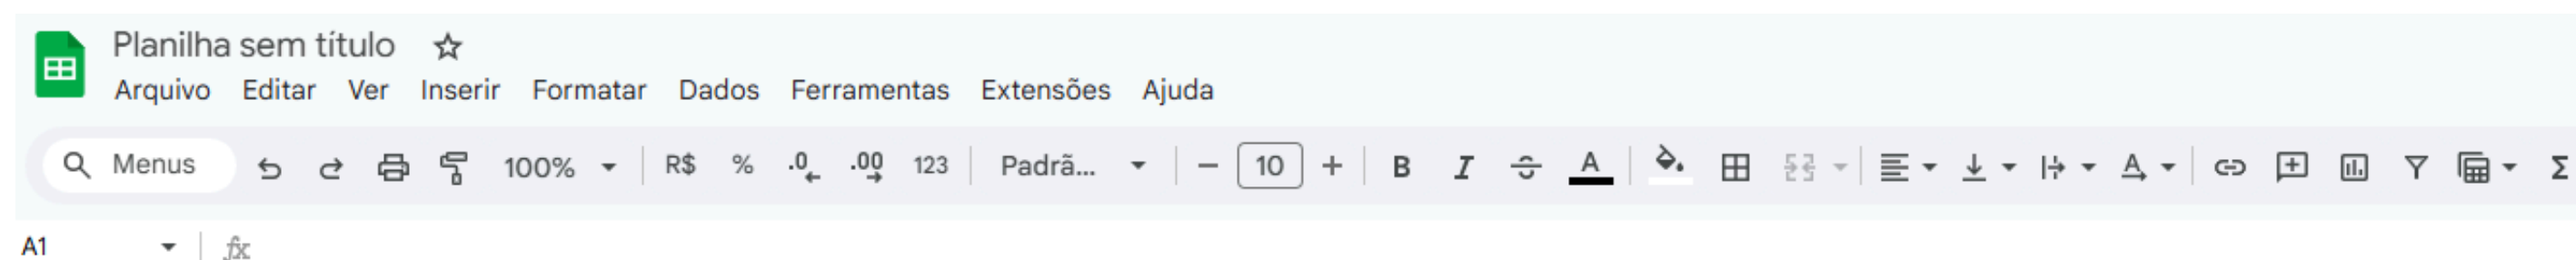 Planilha sem título
Arquivo Editar Ver Inserir Formatar Dados Ferramentas Extensões Ajuda
Menus 100% R$ % .0 .00 123 Padrã... 10 B I S A A Σ
A1 fx